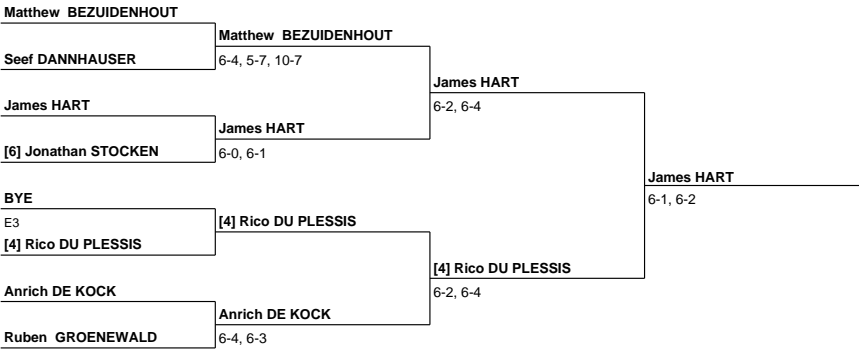 Matthew  BEZUIDENHOUT
Matthew  BEZUIDENHOUT
Seef DANNHAUSER
6-4, 5-7, 10-7
James HART
6-2, 6-4
James HART
James HART
[6] Jonathan STOCKEN
6-0, 6-1
James HART
6-1, 6-2
BYE
E3
[4] Rico DU PLESSIS
[4] Rico DU PLESSIS
[4] Rico DU PLESSIS
6-2, 6-4
Anrich DE KOCK
Anrich DE KOCK
Ruben  GROENEWALD
6-4, 6-3